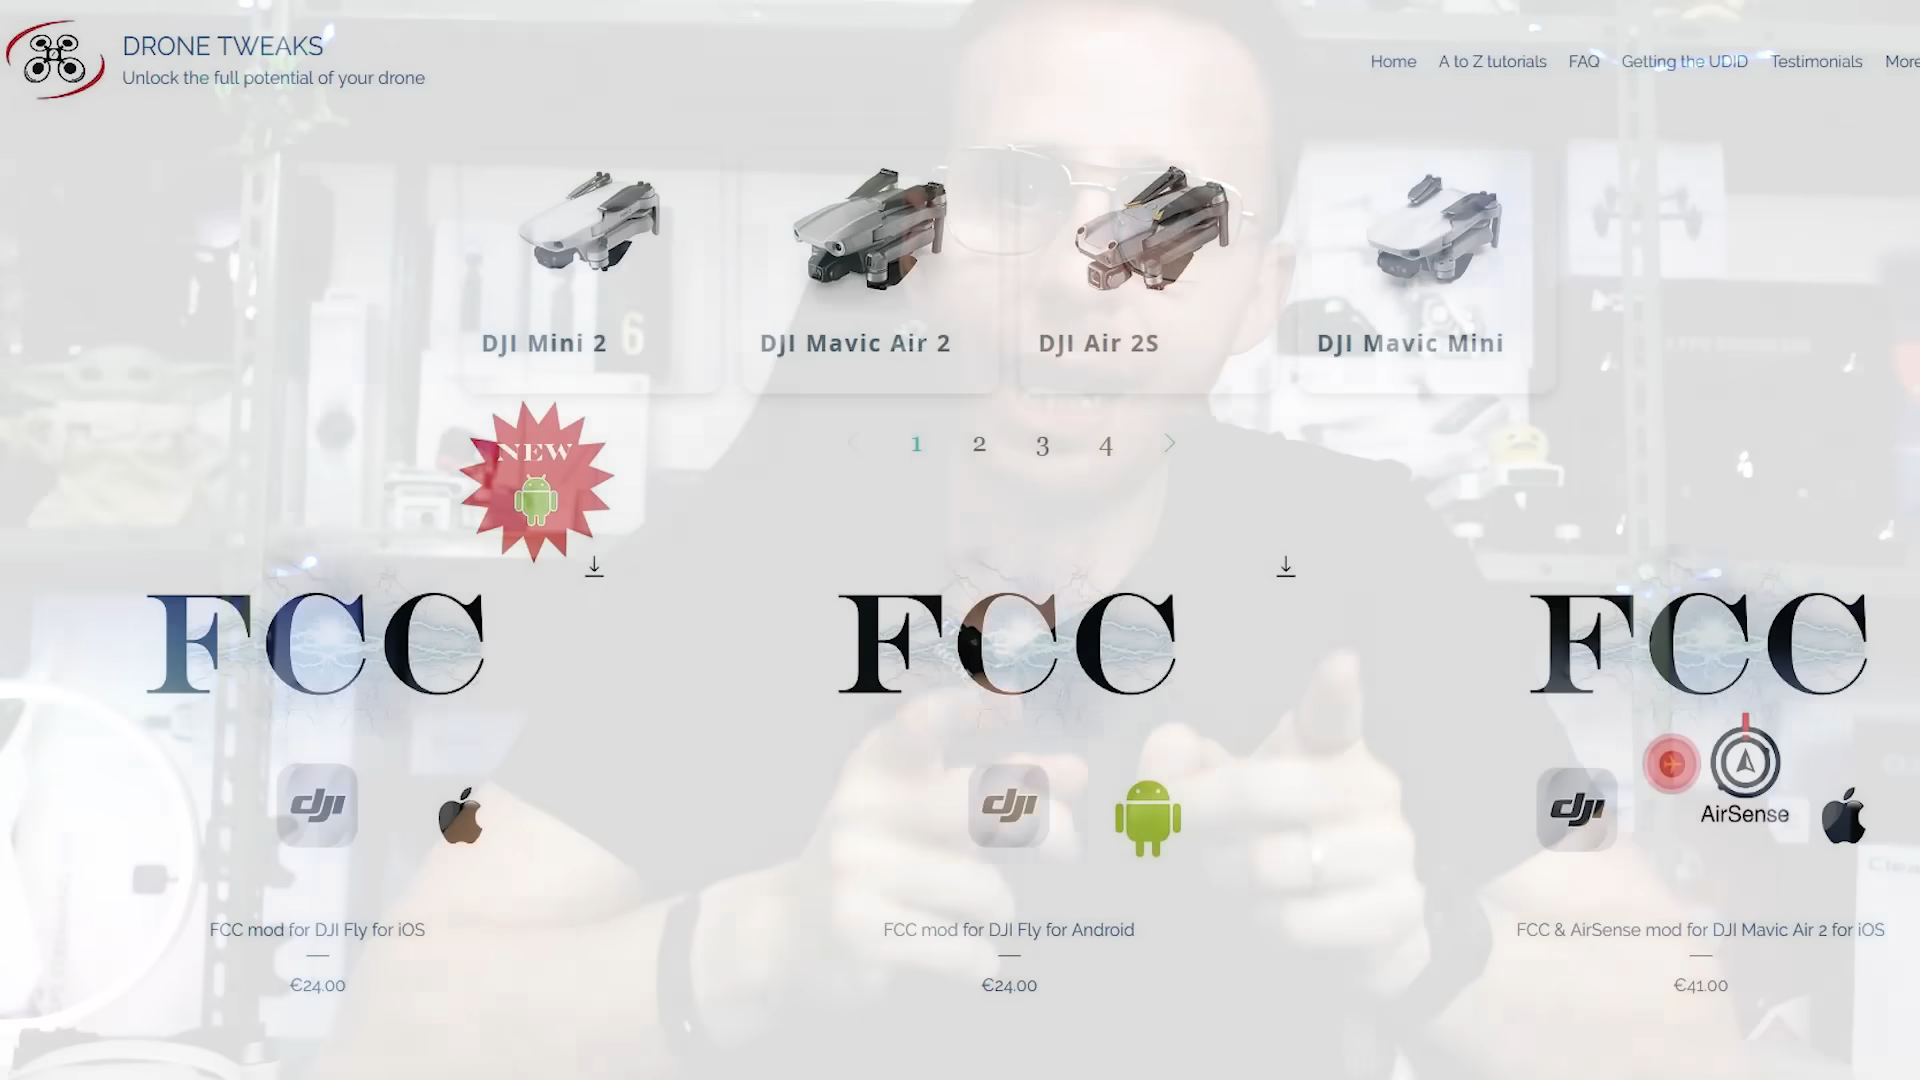 DRONE TWEAKS
Unlock the full potential of your drone
Home A to Z tutorials FAQ Getting the UDID Testimonials More
DJI Mini 2 DJI Mavic Air 2 DJI Air 2S DJI Mavic Mini
6
NEW
1 2 3 4
FCC FCC FCC
dji dji dji
AirSense
FCC mod for DJI Fly for iOS FCC mod for DJI Fly for Android FCC & AirSense mod for DJI Mavic Air 2 for iOS
€24.00 €24.00 €41.00